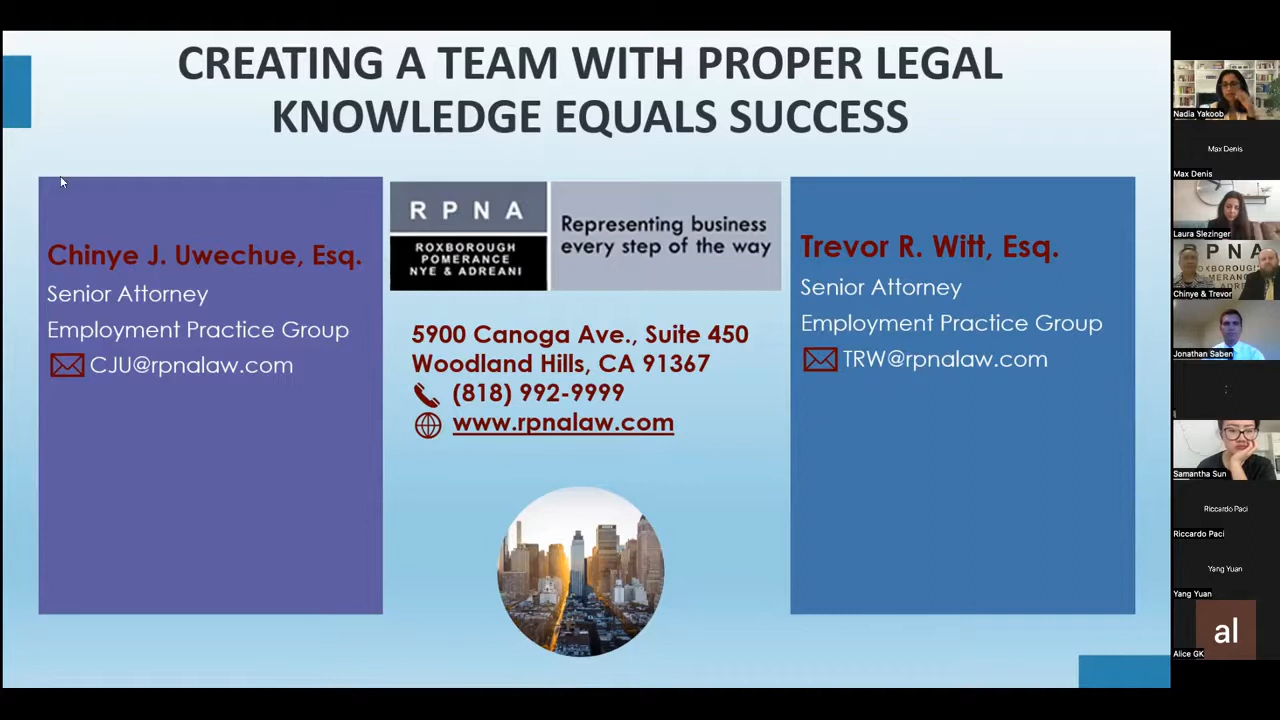 CREATING A TEAM WITH PROPER LEGAL
KNOWLEDGE EQUALS SUCCESS
Chinye J. Uwechue, Esq.
Senior Attorney
Employment Practice Group
CJU@rpnalaw.com
R P N A
ROXBOROUGH
POMERANCE
NYE & ADREANI
Representing business
every step of the way
5900 Canoga Ave., Suite 450
Woodland Hills, CA 91367
(818) 992-9999
www.rpnalaw.com
Trevor R. Witt, Esq.
Senior Attorney
Employment Practice Group
TRW@rpnalaw.com
Nadia Yakoob
Max Denis
Max Denis
Laura Slezinger
Chinye & Trevor
Jonathan Saben
Samantha Sun
Riccardo Paci
Riccardo Paci
Yang Yuan
Yang Yuan
al
Alice GK